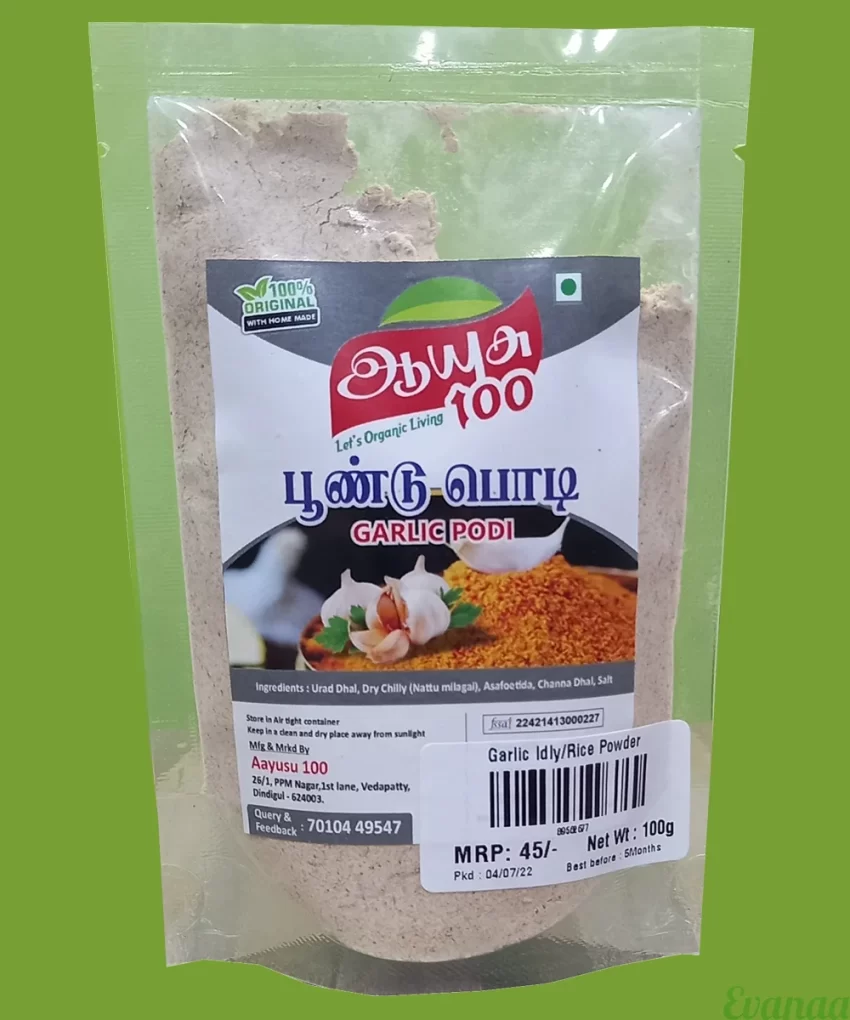 100%
ORIGINAL
WITH HOME MADE
ஆயுசு
100
Let's Organic Living
பூண்டு பொடி
GARLIC PODI
Ingredients : Urad Dhal, Dry Chilly (Nattu milagai), Asafoetida, Channa Dhal, Salt
Store in Air tight container
Keep in a clean and dry place away from sunlight
Mfg & Mrkd By
Aayusu 100
26/1, PPM Nagar,1st lane, Vedapatty,
Dindigul - 624003.
Query &
Feedback : 70104 49547
fssai 22421413000227
Garlic Idly/Rice Powder
MRP: 45/-
Net Wt : 100g
Pkd : 04/07/22
Best before : 5Months
Evanaa